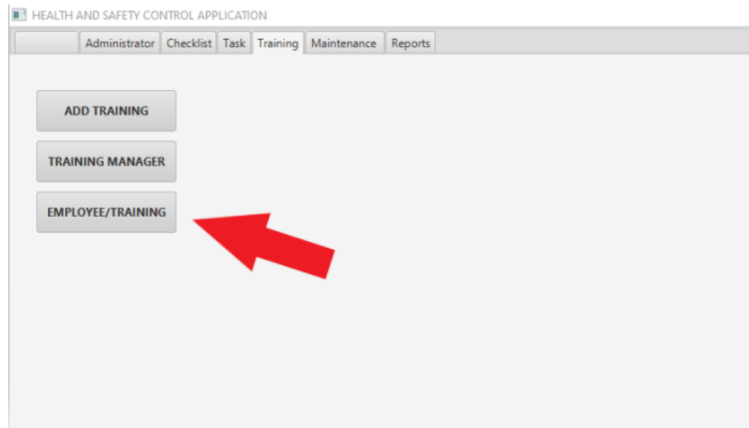 HEALTH AND SAFETY CONTROL APPLICATION
Administrator Checklist Task Training Maintenance Reports
ADD TRAINING
TRAINING MANAGER
EMPLOYEE/TRAINING